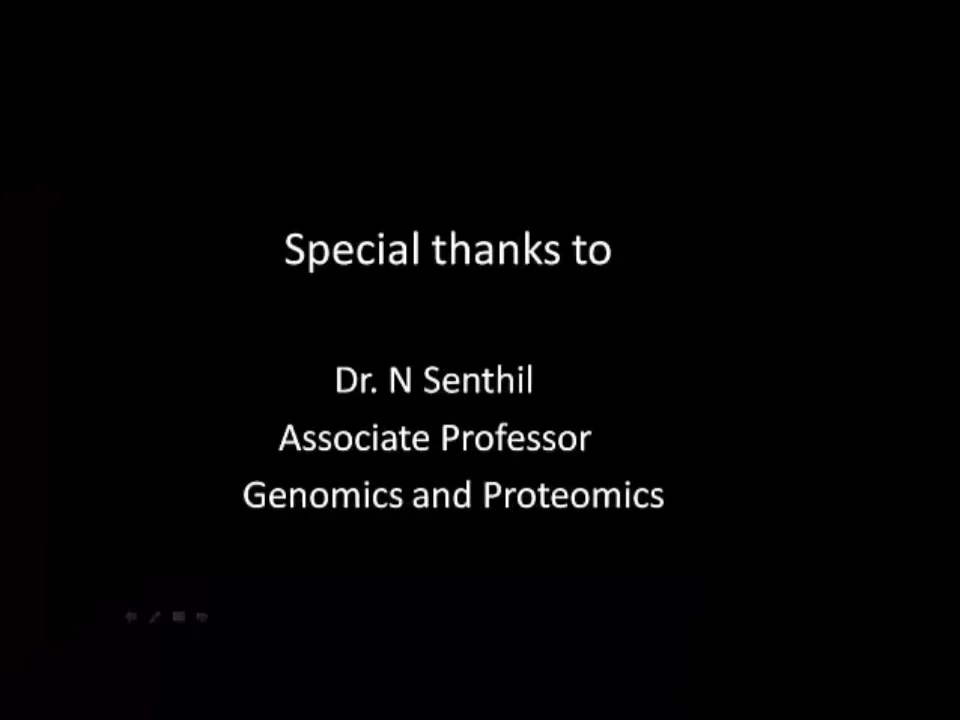 Special thanks to
Dr. N Senthil
Associate Professor
Genomics and Proteomics